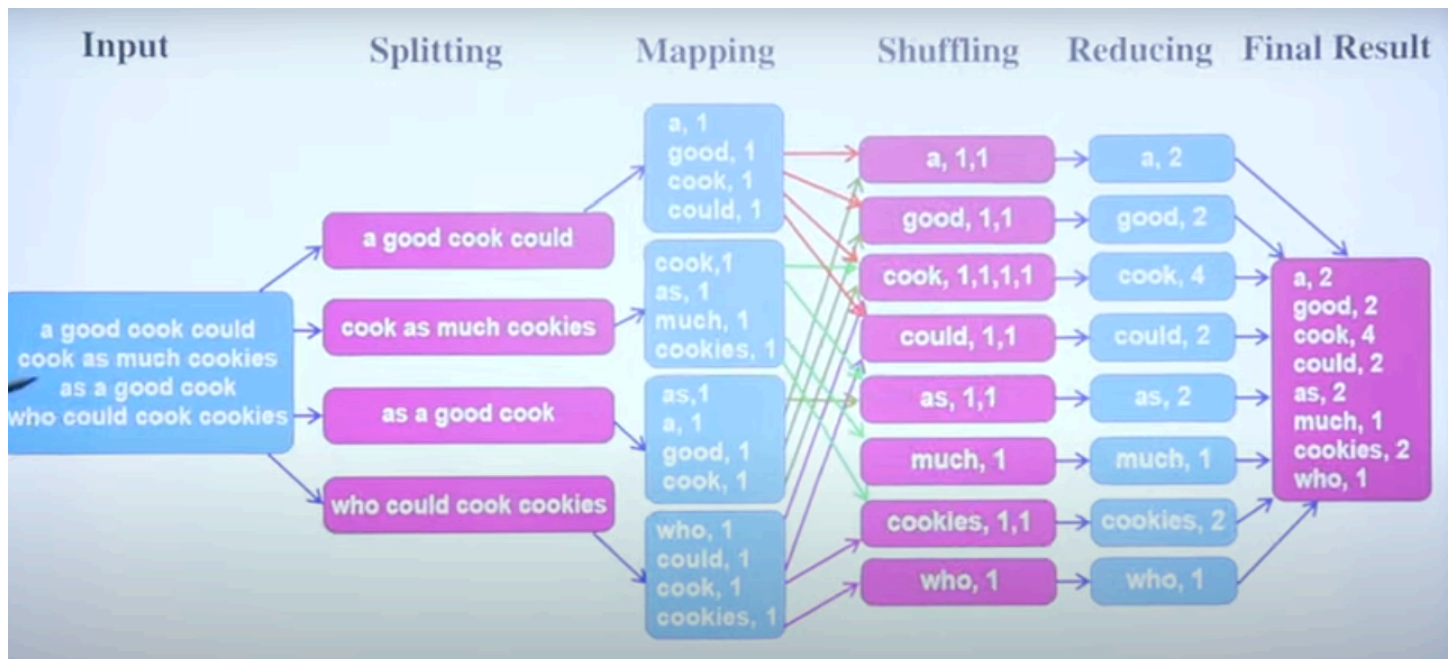 Input
Splitting
Mapping
Shuffling
Reducing
Final Result
a good cook could
cook as much cookies
as a good cook
who could cook cookies
a good cook could
cook as much cookies
as a good cook
who could cook cookies
a, 1
good, 1
cook, 1
could, 1
cook,1
as, 1
much, 1
cookies, 1
as,1
a, 1
good, 1
cook, 1
who, 1
could, 1
cook, 1
cookies, 1
a, 1,1
good, 1,1
cook, 1,1,1,1
could, 1,1
as, 1,1
much, 1
cookies, 1,1
who, 1
a, 2
good, 2
cook, 4
could, 2
as, 2
much, 1
cookies, 2
who, 1
a, 2
good, 2
cook, 4
could, 2
as, 2
much, 1
cookies, 2
who, 1